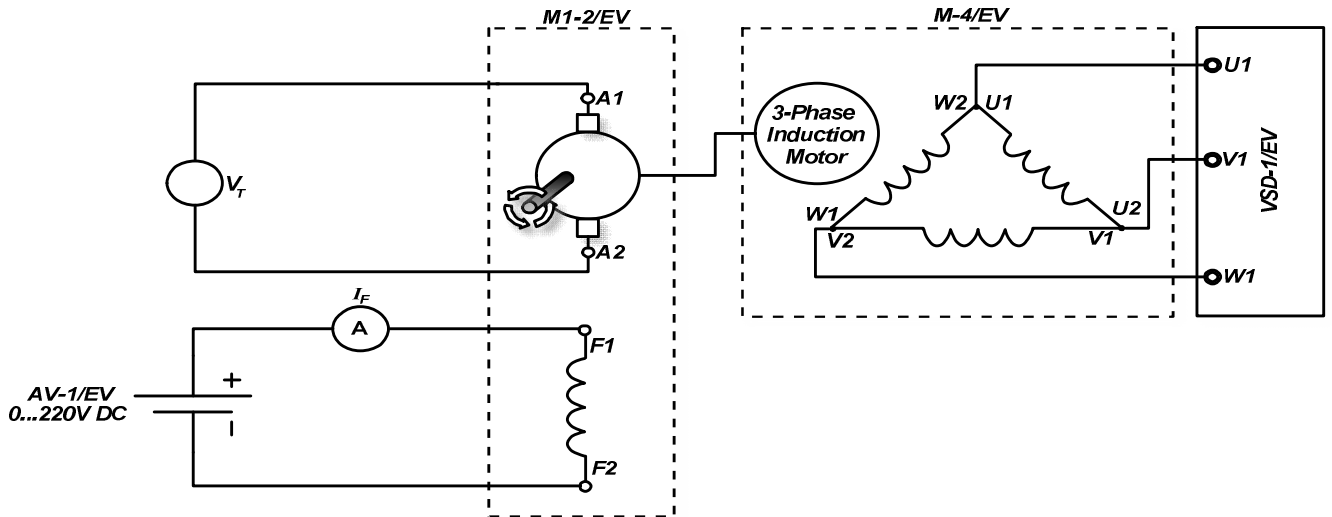 M1-2/EV
M-4/EV
A1
V_T
A2
I_F
A
F1
AV-1/EV
0...220V DC
+
F2
3-Phase
Induction
Motor
W2 U1
W1
V2
U2
V1
U1
V1
W1
VSD-1/EV